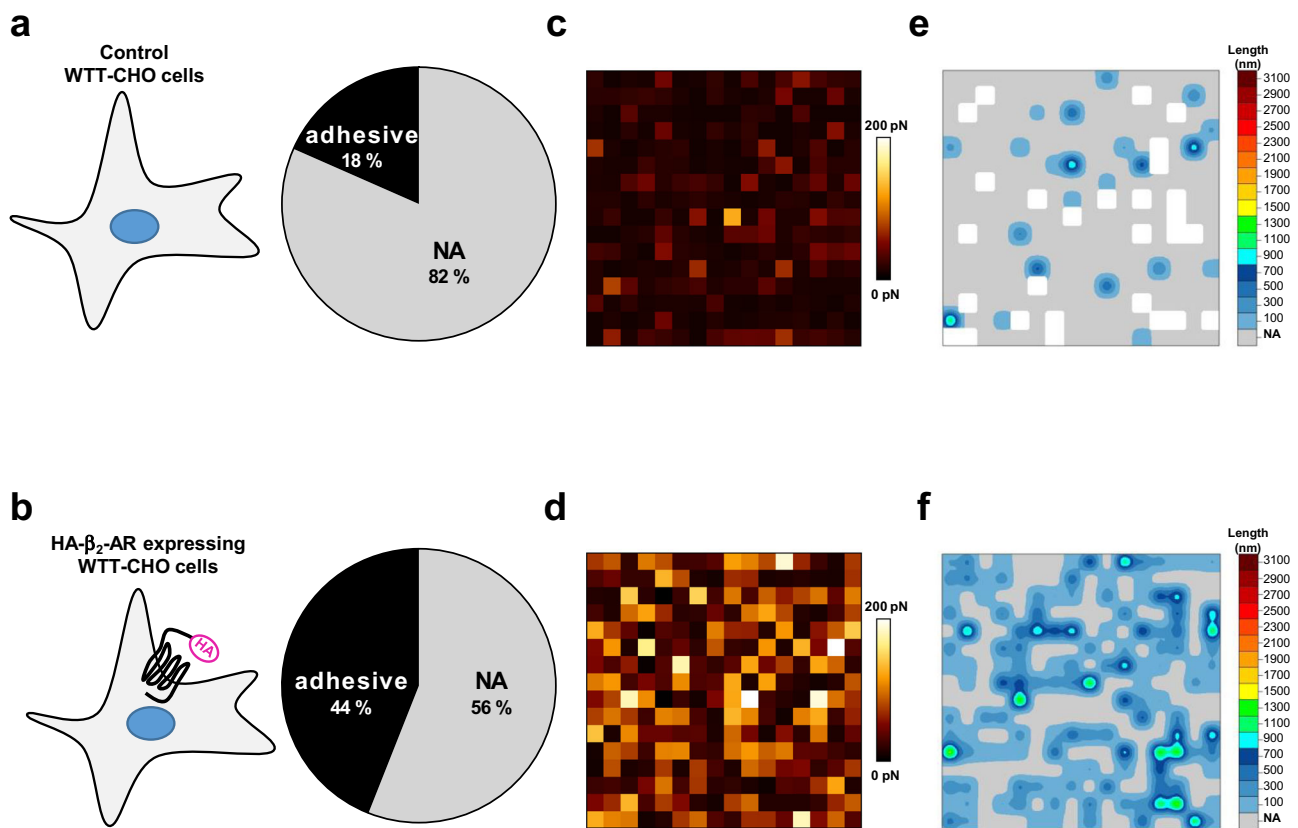 a
Control
WTT-CHO cells
adhesive
18 %
NA
82 %
c
200 pN
0 pN
e
Length
(nm)
3100
2900
2700
2500
2300
2100
1900
1700
1500
1300
1100
900
700
500
300
100
NA
b
HA-β₂-AR expressing
WTT-CHO cells
HA
adhesive
44 %
NA
56 %
d
200 pN
0 pN
f
Length
(nm)
3100
2900
2700
2500
2300
2100
1900
1700
1500
1300
1100
900
700
500
300
100
NA